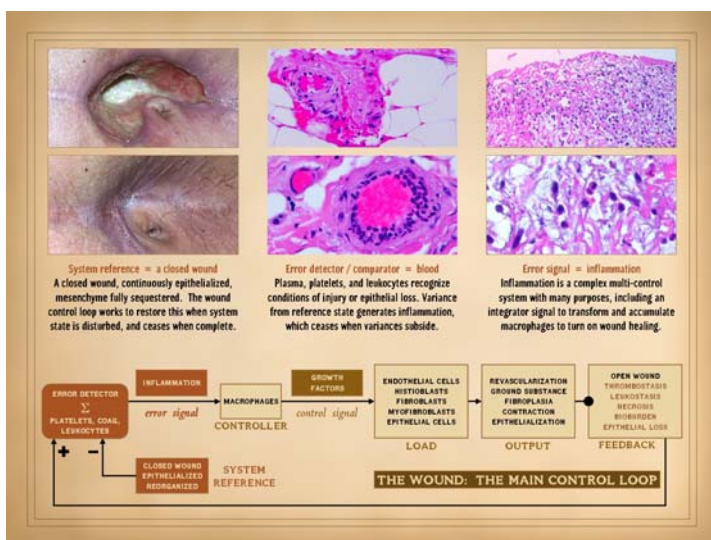 System reference = a closed wound
A closed wound, continuously epithelialized,
mesenchyme fully sequestered. The wound
control loop works to restore this when system
state is disturbed, and ceases when complete.
Error detector / comparator = blood
Plasma, platelets, and leukocytes recognize
conditions of injury or epithelial loss. Variance
from reference state generates inflammation,
which ceases when variances subside.
Error signal = inflammation
Inflammation is a complex multi-control
system with many purposes, including an
integrator signal to transform and accumulate
macrophages to turn on wound healing.
ERROR DETECTOR
Σ
PLATELETS, COAG,
LEUKOCYTES
+ −
INFLAMMATION
error signal
MACROPHAGES
CONTROLLER
GROWTH
FACTORS
control signal
ENDOTHELIAL CELLS
HISTIOBLASTS
FIBROBLASTS
MYOFIBROBLASTS
EPITHELIAL CELLS
LOAD
REVASCULARIZATION
GROUND SUBSTANCE
FIBROPLASIA
CONTRACTION
EPITHELIALIZATION
OUTPUT
OPEN WOUND
THROMBOSTASIS
LEUKOSTASIS
NECROSIS
BIOBURDEN
EPITHELIAL LOSS
FEEDBACK
CLOSED WOUND
EPITHELIALIZED
REORGANIZED
SYSTEM
REFERENCE
THE WOUND: THE MAIN CONTROL LOOP